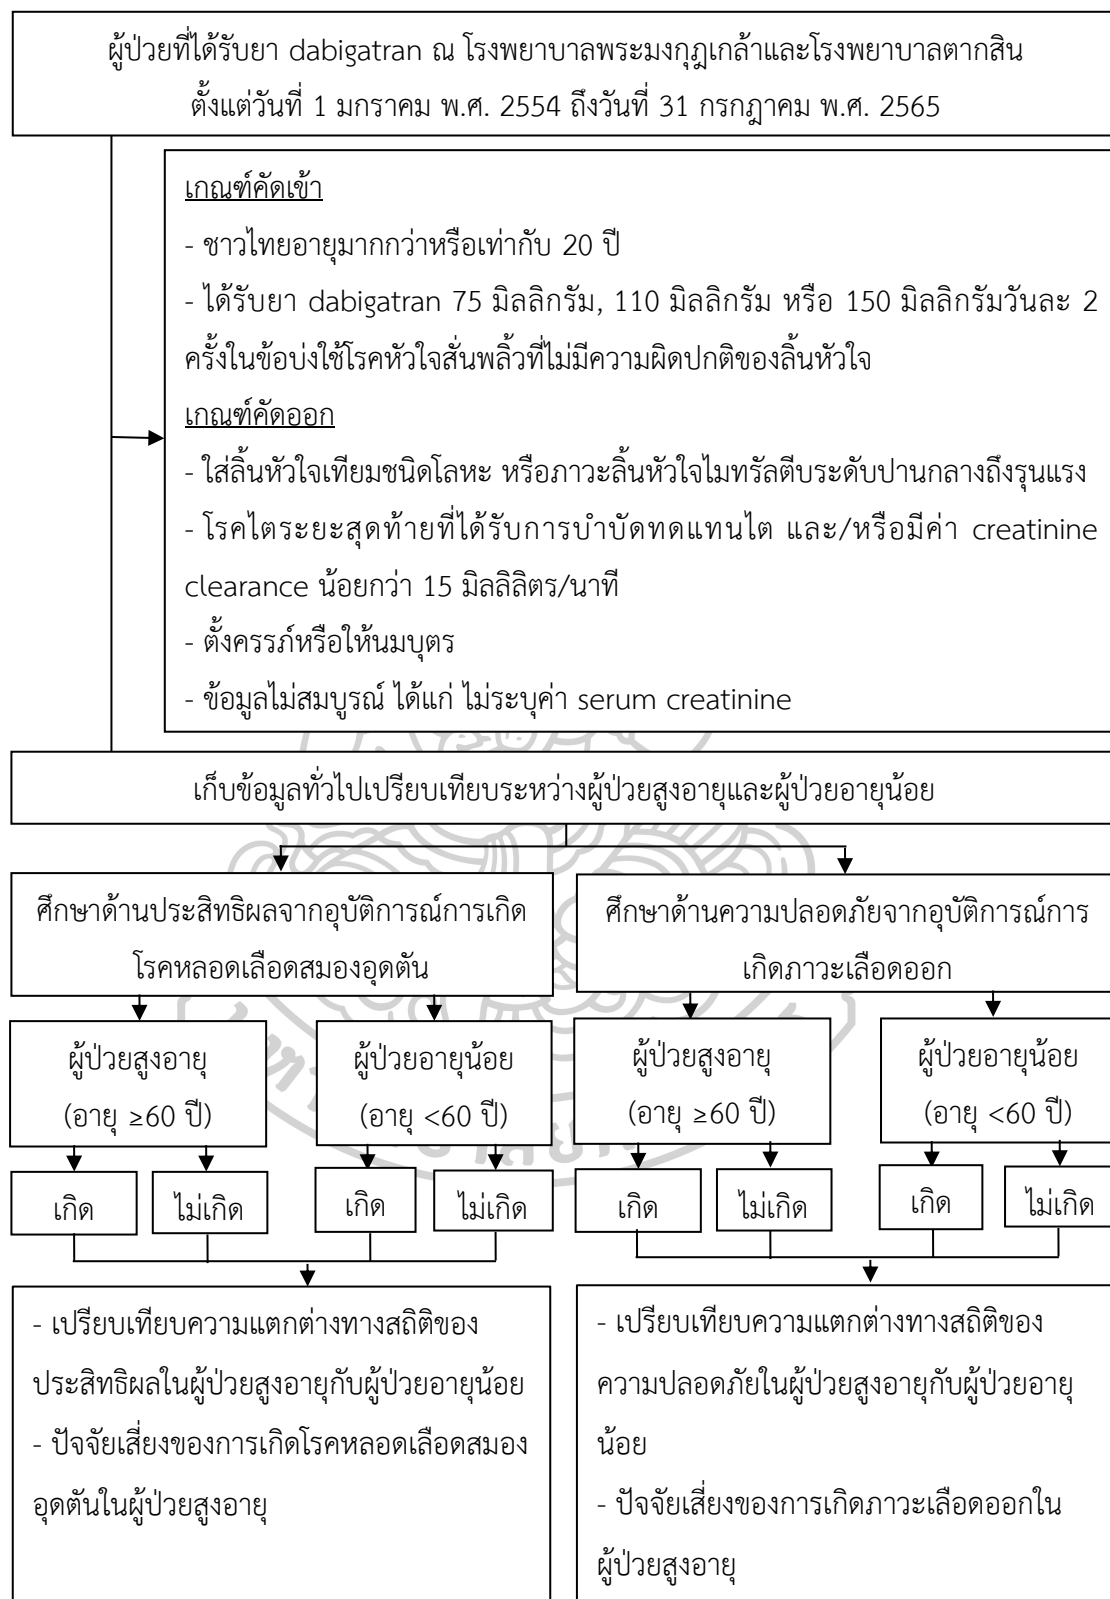 ผู้ป่วยที่ได้รับยา dabigatran ณ โรงพยาบาลพระมงกุฎเกล้าและโรงพยาบาลตากสิน
ตั้งแต่วันที่ 1 มกราคม พ.ศ. 2554 ถึงวันที่ 31 กรกฎาคม พ.ศ. 2565
เกณฑ์คัดเข้า
- ชาวไทยอายุมากกว่าหรือเท่ากับ 20 ปี
- ได้รับยา dabigatran 75 มิลลิกรัม, 110 มิลลิกรัม หรือ 150 มิลลิกรัมวันละ 2
ครั้งในข้อบ่งใช้โรคหัวใจสั่นพลิ้วที่ไม่มีความผิดปกติของลิ้นหัวใจ
เกณฑ์คัดออก
- ใส่ลิ้นหัวใจเทียมชนิดโลหะ หรือภาวะลิ้นหัวใจไมทรัลตีบระดับปานกลางถึงรุนแรง
- โรคไตระยะสุดท้ายที่ได้รับการบำบัดทดแทนไต และ/หรือมีค่า creatinine
clearance น้อยกว่า 15 มิลลิลิตร/นาที
- ตั้งครรภ์หรือให้นมบุตร
- ข้อมูลไม่สมบูรณ์ ได้แก่ ไม่ระบุค่า serum creatinine
เก็บข้อมูลทั่วไปเปรียบเทียบระหว่างผู้ป่วยสูงอายุและผู้ป่วยอายุน้อย
ศึกษาด้านประสิทธิผลจากอุบัติการณ์การเกิด
โรคหลอดเลือดสมองอุดตัน
ศึกษาด้านความปลอดภัยจากอุบัติการณ์การ
เกิดภาวะเลือดออก
ผู้ป่วยสูงอายุ
(อายุ ≥60 ปี)
ผู้ป่วยอายุน้อย
(อายุ <60 ปี)
ผู้ป่วยสูงอายุ
(อายุ ≥60 ปี)
ผู้ป่วยอายุน้อย
(อายุ <60 ปี)
เกิด
ไม่เกิด
เกิด
ไม่เกิด
เกิด
ไม่เกิด
เกิด
ไม่เกิด
- เปรียบเทียบความแตกต่างทางสถิติของ
ประสิทธิผลในผู้ป่วยสูงอายุกับผู้ป่วยอายุน้อย
- ปัจจัยเสี่ยงของการเกิดโรคหลอดเลือดสมอง
อุดตันในผู้ป่วยสูงอายุ
- เปรียบเทียบความแตกต่างทางสถิติของ
ความปลอดภัยในผู้ป่วยสูงอายุกับผู้ป่วยอายุ
น้อย
- ปัจจัยเสี่ยงของการเกิดภาวะเลือดออกใน
ผู้ป่วยสูงอายุ